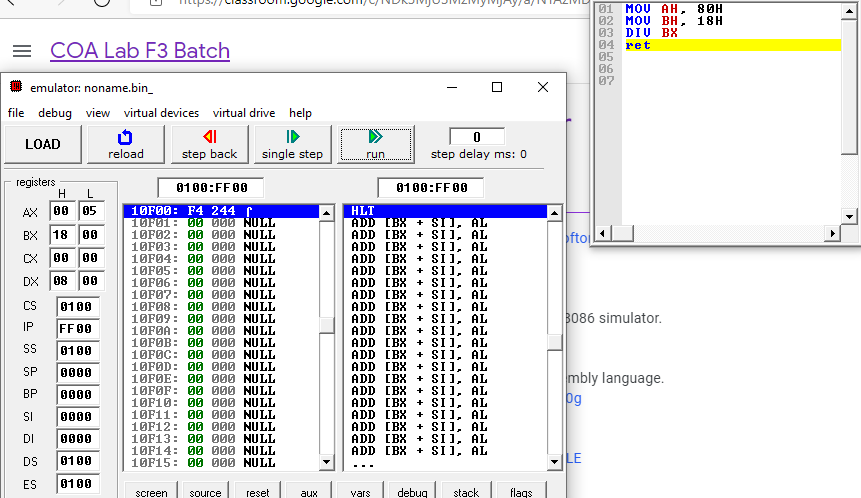 https://classroom.google.com/c/
COA Lab F3 Batch
01 MOV AH, 80H
02 MOV BH, 18H
03 DIV BX
04 ret
05
06
07
emulator: noname.bin_
file debug view virtual devices virtual drive help
LOAD reload step back single step run 0
step delay ms: 0
registers
H L
AX 00 05
BX 18 00
CX 00 00
DX 08 00
CS 0100
IP FF00
SS 0100
SP 0000
BP 0000
SI 0000
DI 0000
DS 0100
ES 0100
0100:FF00 0100:FF00
10F00: F4 244 HLT
10F01: 00 000 NULL ADD [BX + SI], AL
10F02: 00 000 NULL ADD [BX + SI], AL
10F03: 00 000 NULL ADD [BX + SI], AL
10F04: 00 000 NULL ADD [BX + SI], AL
10F05: 00 000 NULL ADD [BX + SI], AL
10F06: 00 000 NULL ADD [BX + SI], AL
10F07: 00 000 NULL ADD [BX + SI], AL
10F08: 00 000 NULL ADD [BX + SI], AL
10F09: 00 000 NULL ADD [BX + SI], AL
10F0A: 00 000 NULL ADD [BX + SI], AL
10F0B: 00 000 NULL ADD [BX + SI], AL
10F0C: 00 000 NULL ADD [BX + SI], AL
10F0D: 00 000 NULL ADD [BX + SI], AL
10F0E: 00 000 NULL ADD [BX + SI], AL
10F0F: 00 000 NULL ADD [BX + SI], AL
10F10: 00 000 NULL ADD [BX + SI], AL
10F11: 00 000 NULL ADD [BX + SI], AL
10F12: 00 000 NULL ADD [BX + SI], AL
10F13: 00 000 NULL ADD [BX + SI], AL
10F14: 00 000 NULL ADD [BX + SI], AL
10F15: 00 000 NULL ...
screen source reset aux vars debug stack flags
8086 simulator.
mbly language.
0g
LE